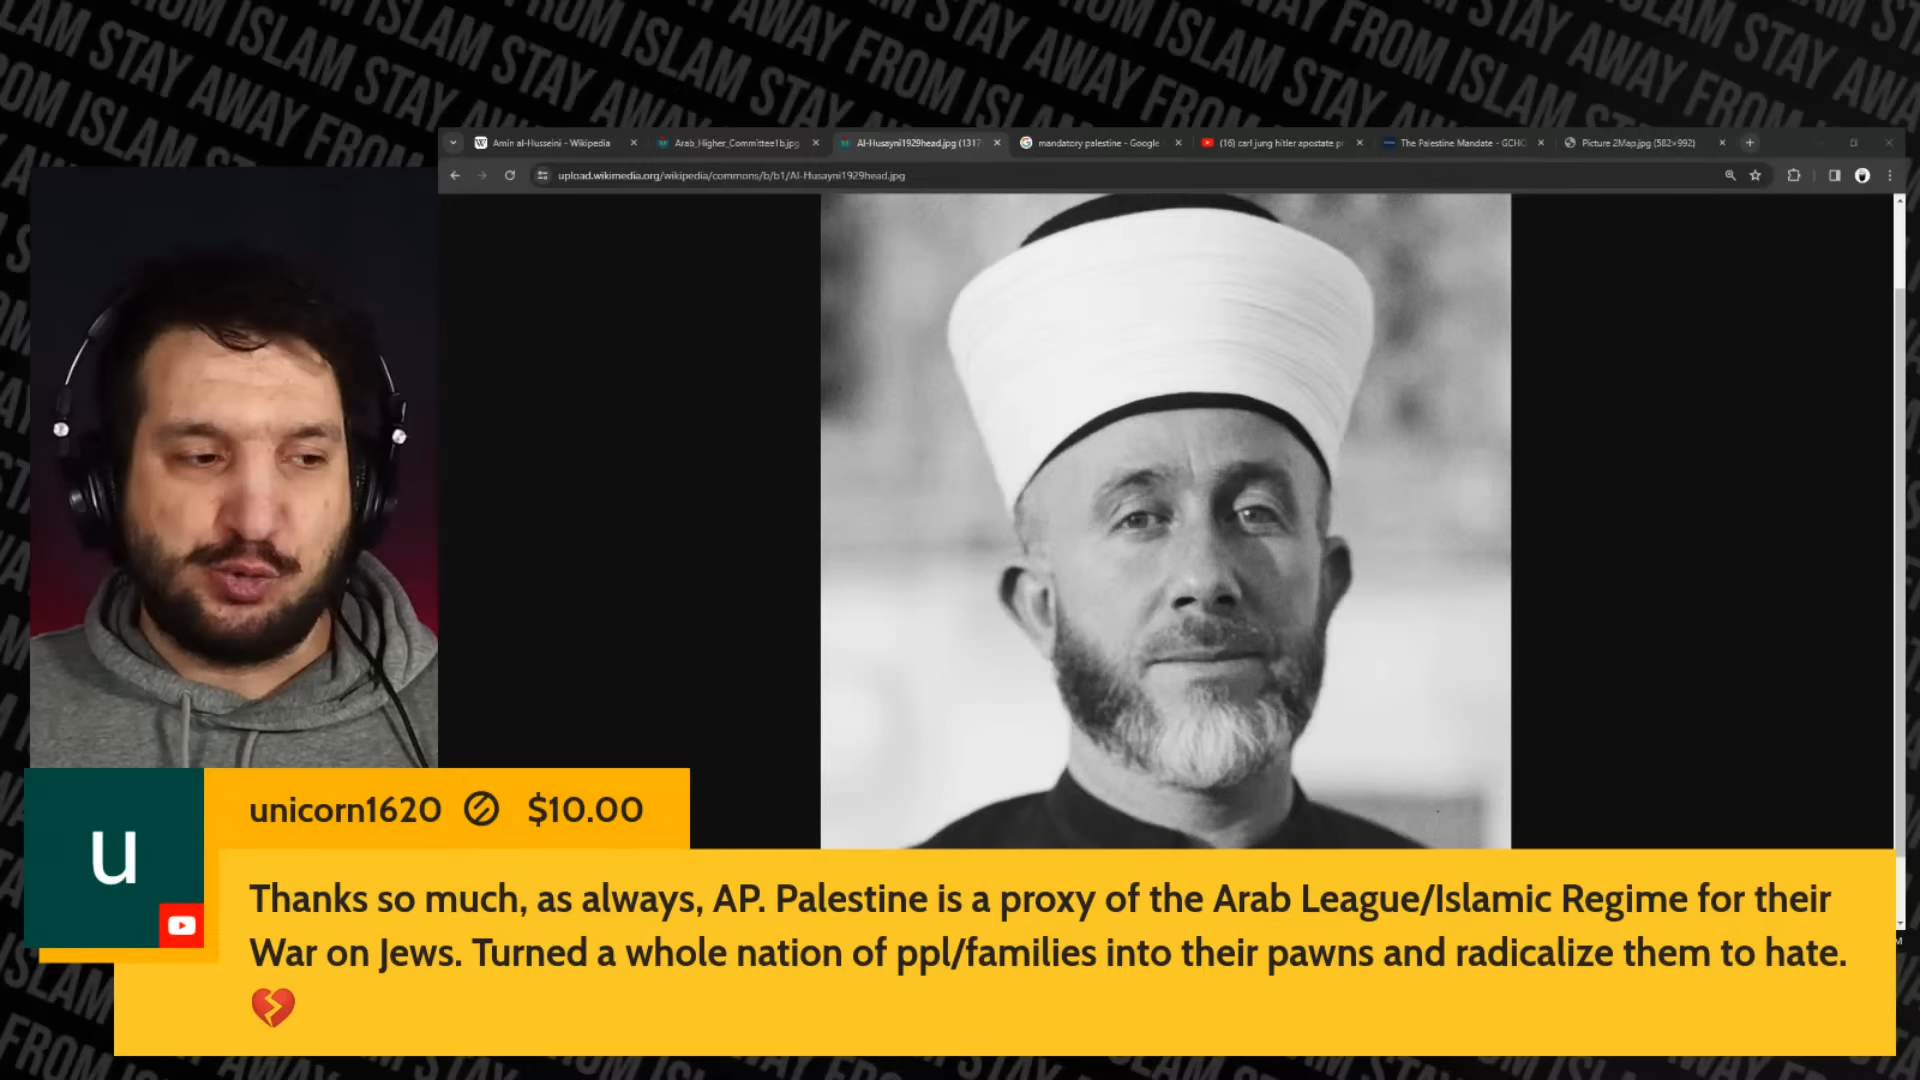 STAY AWAY FROM ISLAM
Amin al-Husseini - Wikipedia
Arab_Higher_Committee1b.jpg
Al-Husayni1929head.jpg (1317
mandatory palestine - Google
(16) carl jung hitler apostate pr
The Palestine Mandate - GCHQ
Picture 2Map.jpg (582×992)
upload.wikimedia.org/wikipedia/commons/b/b1/Al-Husayni1929head.jpg
u
unicorn1620 $10.00
Thanks so much, as always, AP. Palestine is a proxy of the Arab League/Islamic Regime for their
War on Jews. Turned a whole nation of ppl/families into their pawns and radicalize them to hate.